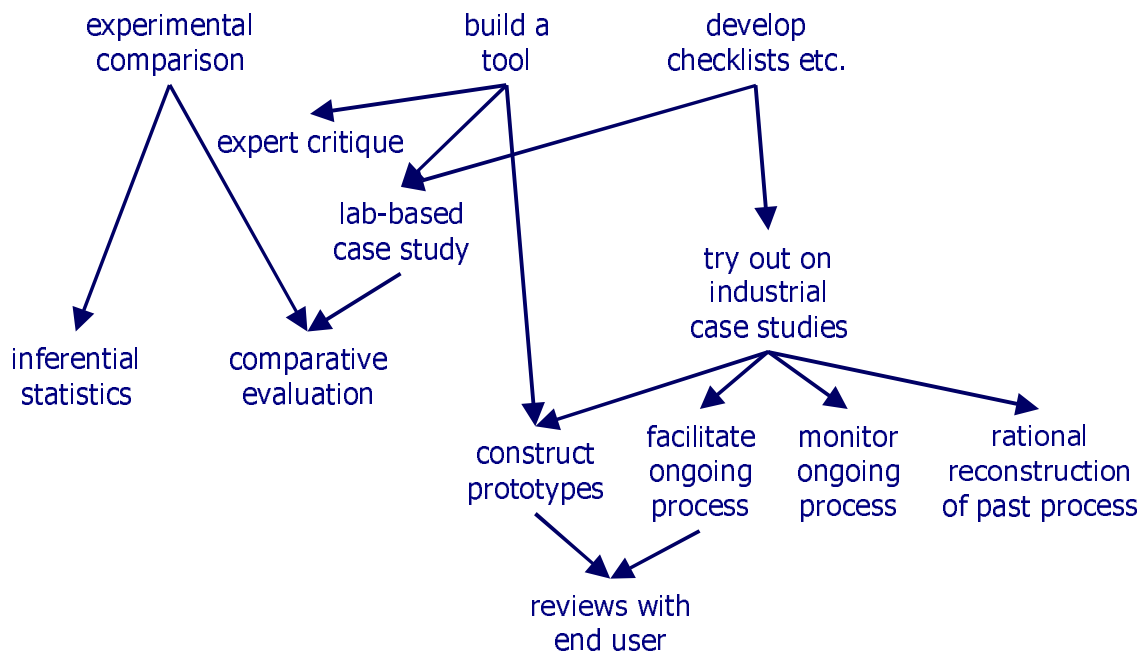 experimental
comparison
build a
tool
develop
checklists etc.
expert critique
lab-based
case study
try out on
industrial
case studies
inferential
statistics
comparative
evaluation
construct
prototypes
facilitate
ongoing
process
monitor
ongoing
process
rational
reconstruction
of past process
reviews with
end user